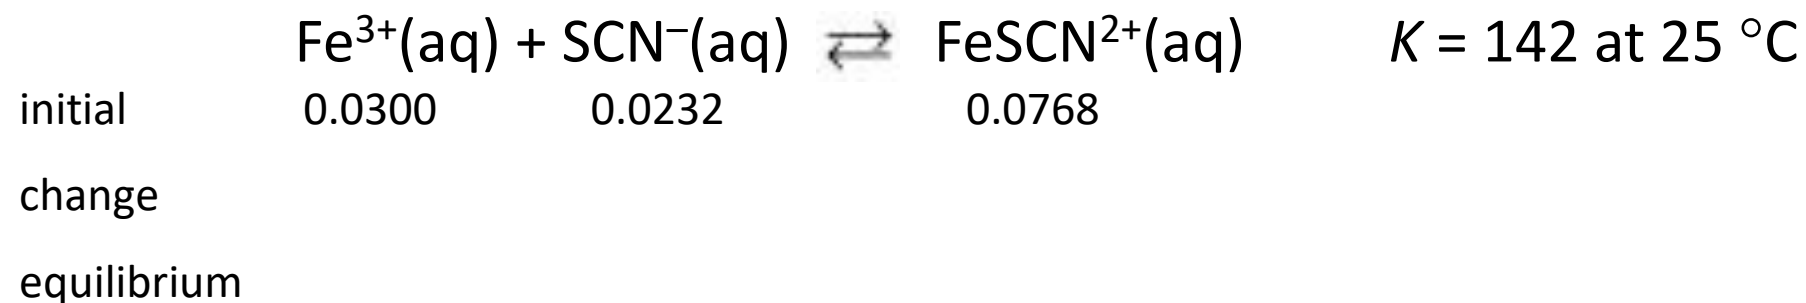 Fe³⁺(aq) + SCN⁻(aq) ⇄ FeSCN²⁺(aq) K = 142 at 25 °C
initial 0.0300 0.0232 0.0768
change
equilibrium